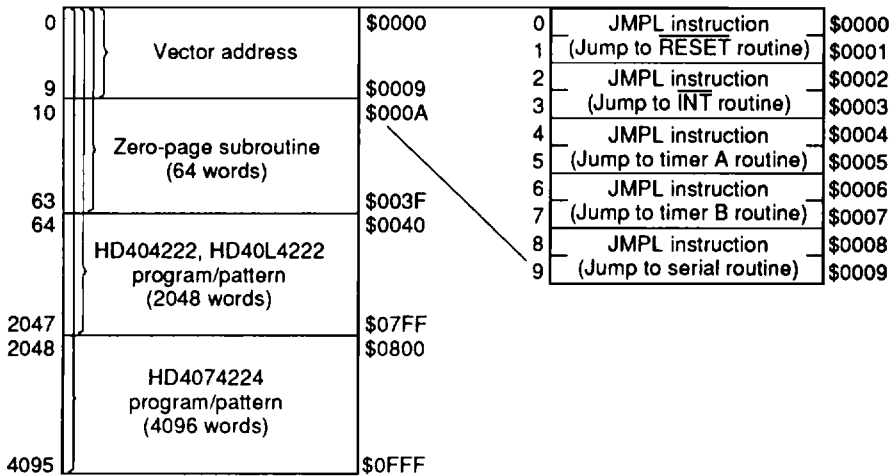 0
$0000
Vector address
9
$0009
10
$000A
Zero-page subroutine
(64 words)
63
$003F
64
$0040
HD404222, HD40L4222
program/pattern
(2048 words)
2047
$07FF
2048
$0800
HD4074224
program/pattern
(4096 words)
4095
$0FFF
0
JMPL instruction
$0000
1
(Jump to RESET routine)
$0001
2
JMPL instruction
$0002
3
(Jump to INT routine)
$0003
4
JMPL instruction
$0004
5
(Jump to timer A routine)
$0005
6
JMPL instruction
$0006
7
(Jump to timer B routine)
$0007
8
JMPL instruction
$0008
9
(Jump to serial routine)
$0009